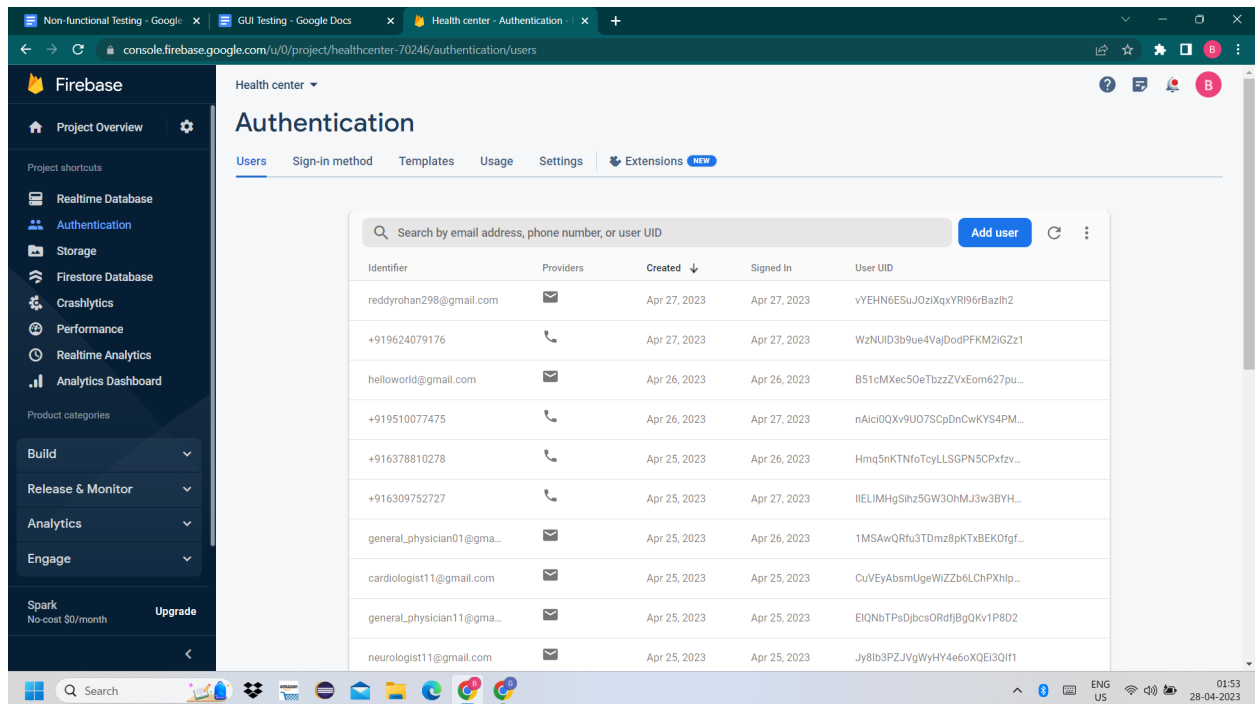 Non-functional Testing - Google
GUI Testing - Google Docs
Health center - Authentication -
console.firebase.google.com/u/0/project/healthcenter-70246/authentication/users
B
Firebase
Health center
B
Project Overview
Authentication
Users Sign-in method Templates Usage Settings Extensions NEW
Project shortcuts
Realtime Database
Authentication
Storage
Firestore Database
Crashlytics
Performance
Realtime Analytics
Analytics Dashboard
Product categories
Build
Release & Monitor
Analytics
Engage
Spark
No-cost $0/month
Upgrade
Search by email address, phone number, or user UID
Add user
Identifier Providers Created Signed In User UID
reddyrohan298@gmail.com Apr 27, 2023 Apr 27, 2023 vYEHN6ESuJOziXqxYRl96rBazlh2
+919624079176 Apr 27, 2023 Apr 27, 2023 WzNUID3b9ue4VajDodPFKM2iGZz1
helloworld@gmail.com Apr 26, 2023 Apr 26, 2023 B51cMXec5OeTbzzZVxEom627pu...
+919510077475 Apr 26, 2023 Apr 27, 2023 nAici0QXv9UO7SCpDnCwKYS4PM...
+916378810278 Apr 25, 2023 Apr 26, 2023 Hmq5nKTNfoTcyLLSGPN5CPxfzv...
+916309752727 Apr 25, 2023 Apr 27, 2023 IlELIMHgSihz5GW3OhMJ3w3BYH...
general_physician01@gma... Apr 25, 2023 Apr 26, 2023 1MSAwQRfu3TDmz8pKTxBEKOfgf...
cardiologist11@gmail.com Apr 25, 2023 Apr 25, 2023 CuVEyAbsmUgeWiZZb6LChPXhlp...
general_physician11@gma... Apr 25, 2023 Apr 25, 2023 EIQNbTPsDjbcsORdfjBgQKv1P8D2
neurologist11@gmail.com Apr 25, 2023 Apr 25, 2023 Jy8Ib3PZJVgWyHY4e6oXQEi3QIf1
Search
amazon
B
G
ENG
US
01:53
28-04-2023